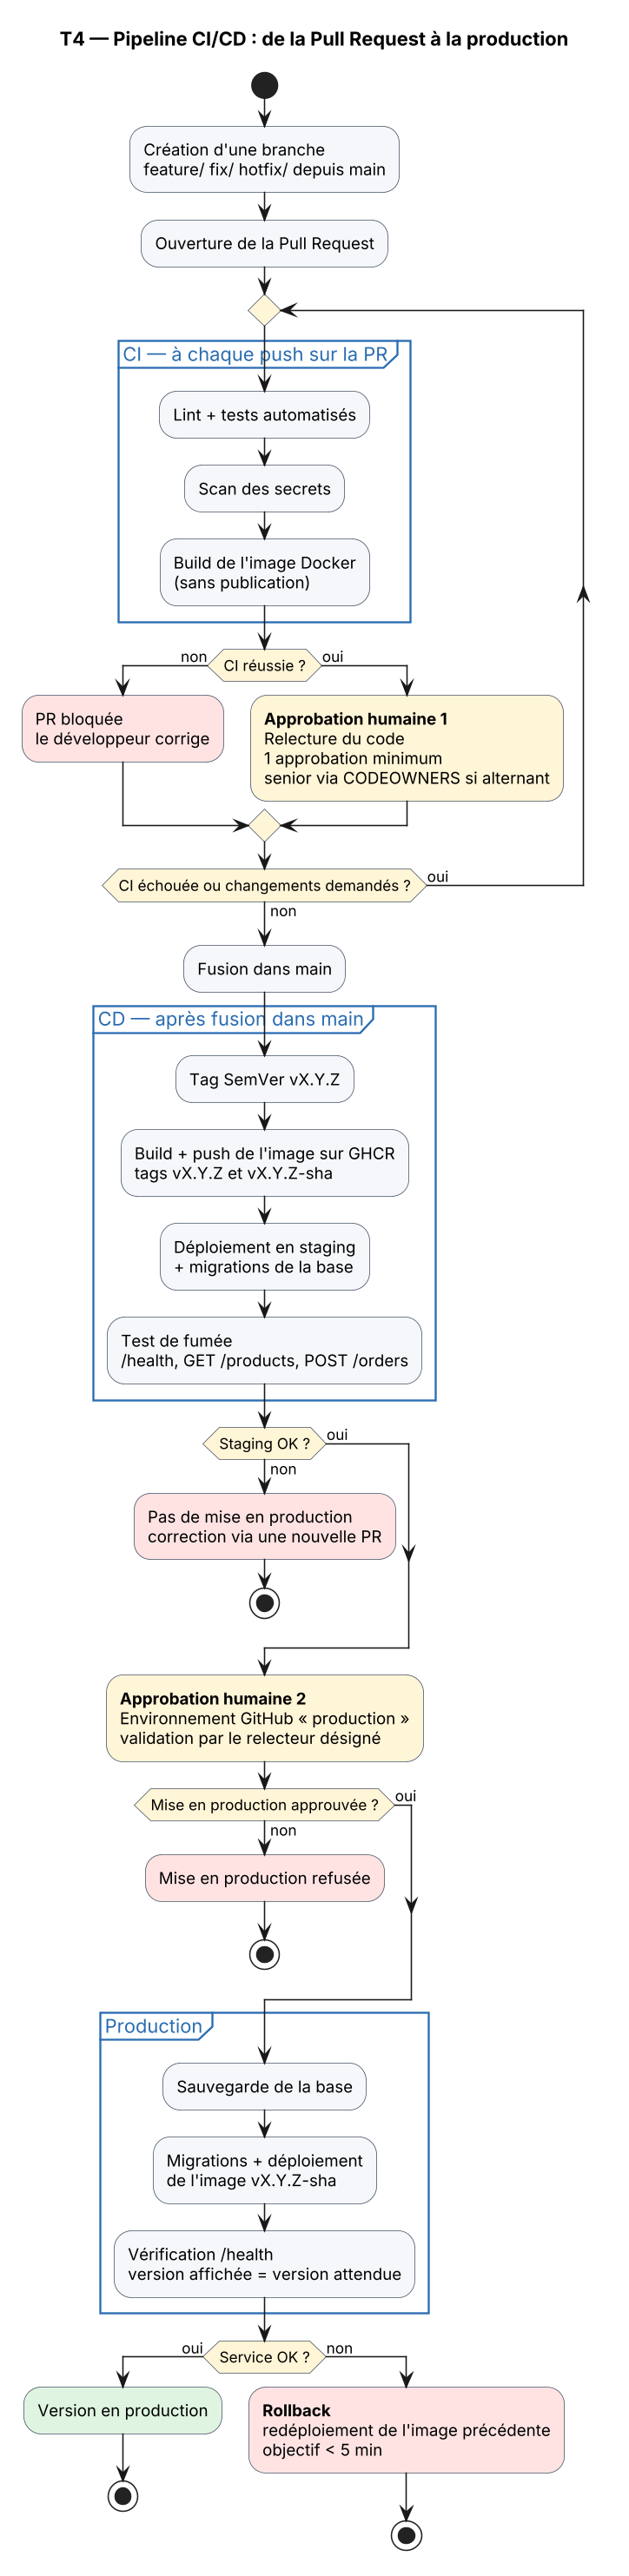 T4 — Pipeline CI/CD : de la Pull Request à la production
Création d'une branche
feature/ fix/ hotfix/ depuis main
Ouverture de la Pull Request
CI — à chaque push sur la PR
Lint + tests automatisés
Scan des secrets
Build de l'image Docker
(sans publication)
non
CI réussie ?
oui
PR bloquée
le développeur corrige
Approbation humaine 1
Relecture du code
1 approbation minimum
senior via CODEOWNERS si alternant
CI échouée ou changements demandés ?
oui
non
Fusion dans main
CD — après fusion dans main
Tag SemVer vX.Y.Z
Build + push de l'image sur GHCR
tags vX.Y.Z et vX.Y.Z-sha
Déploiement en staging
+ migrations de la base
Test de fumée
/health, GET /products, POST /orders
Staging OK ?
oui
non
Pas de mise en production
correction via une nouvelle PR
Approbation humaine 2
Environnement GitHub « production »
validation par le relecteur désigné
Mise en production approuvée ?
oui
non
Mise en production refusée
Production
Sauvegarde de la base
Migrations + déploiement
de l'image vX.Y.Z-sha
Vérification /health
version affichée = version attendue
oui
Service OK ?
non
Version en production
Rollback
redéploiement de l'image précédente
objectif < 5 min